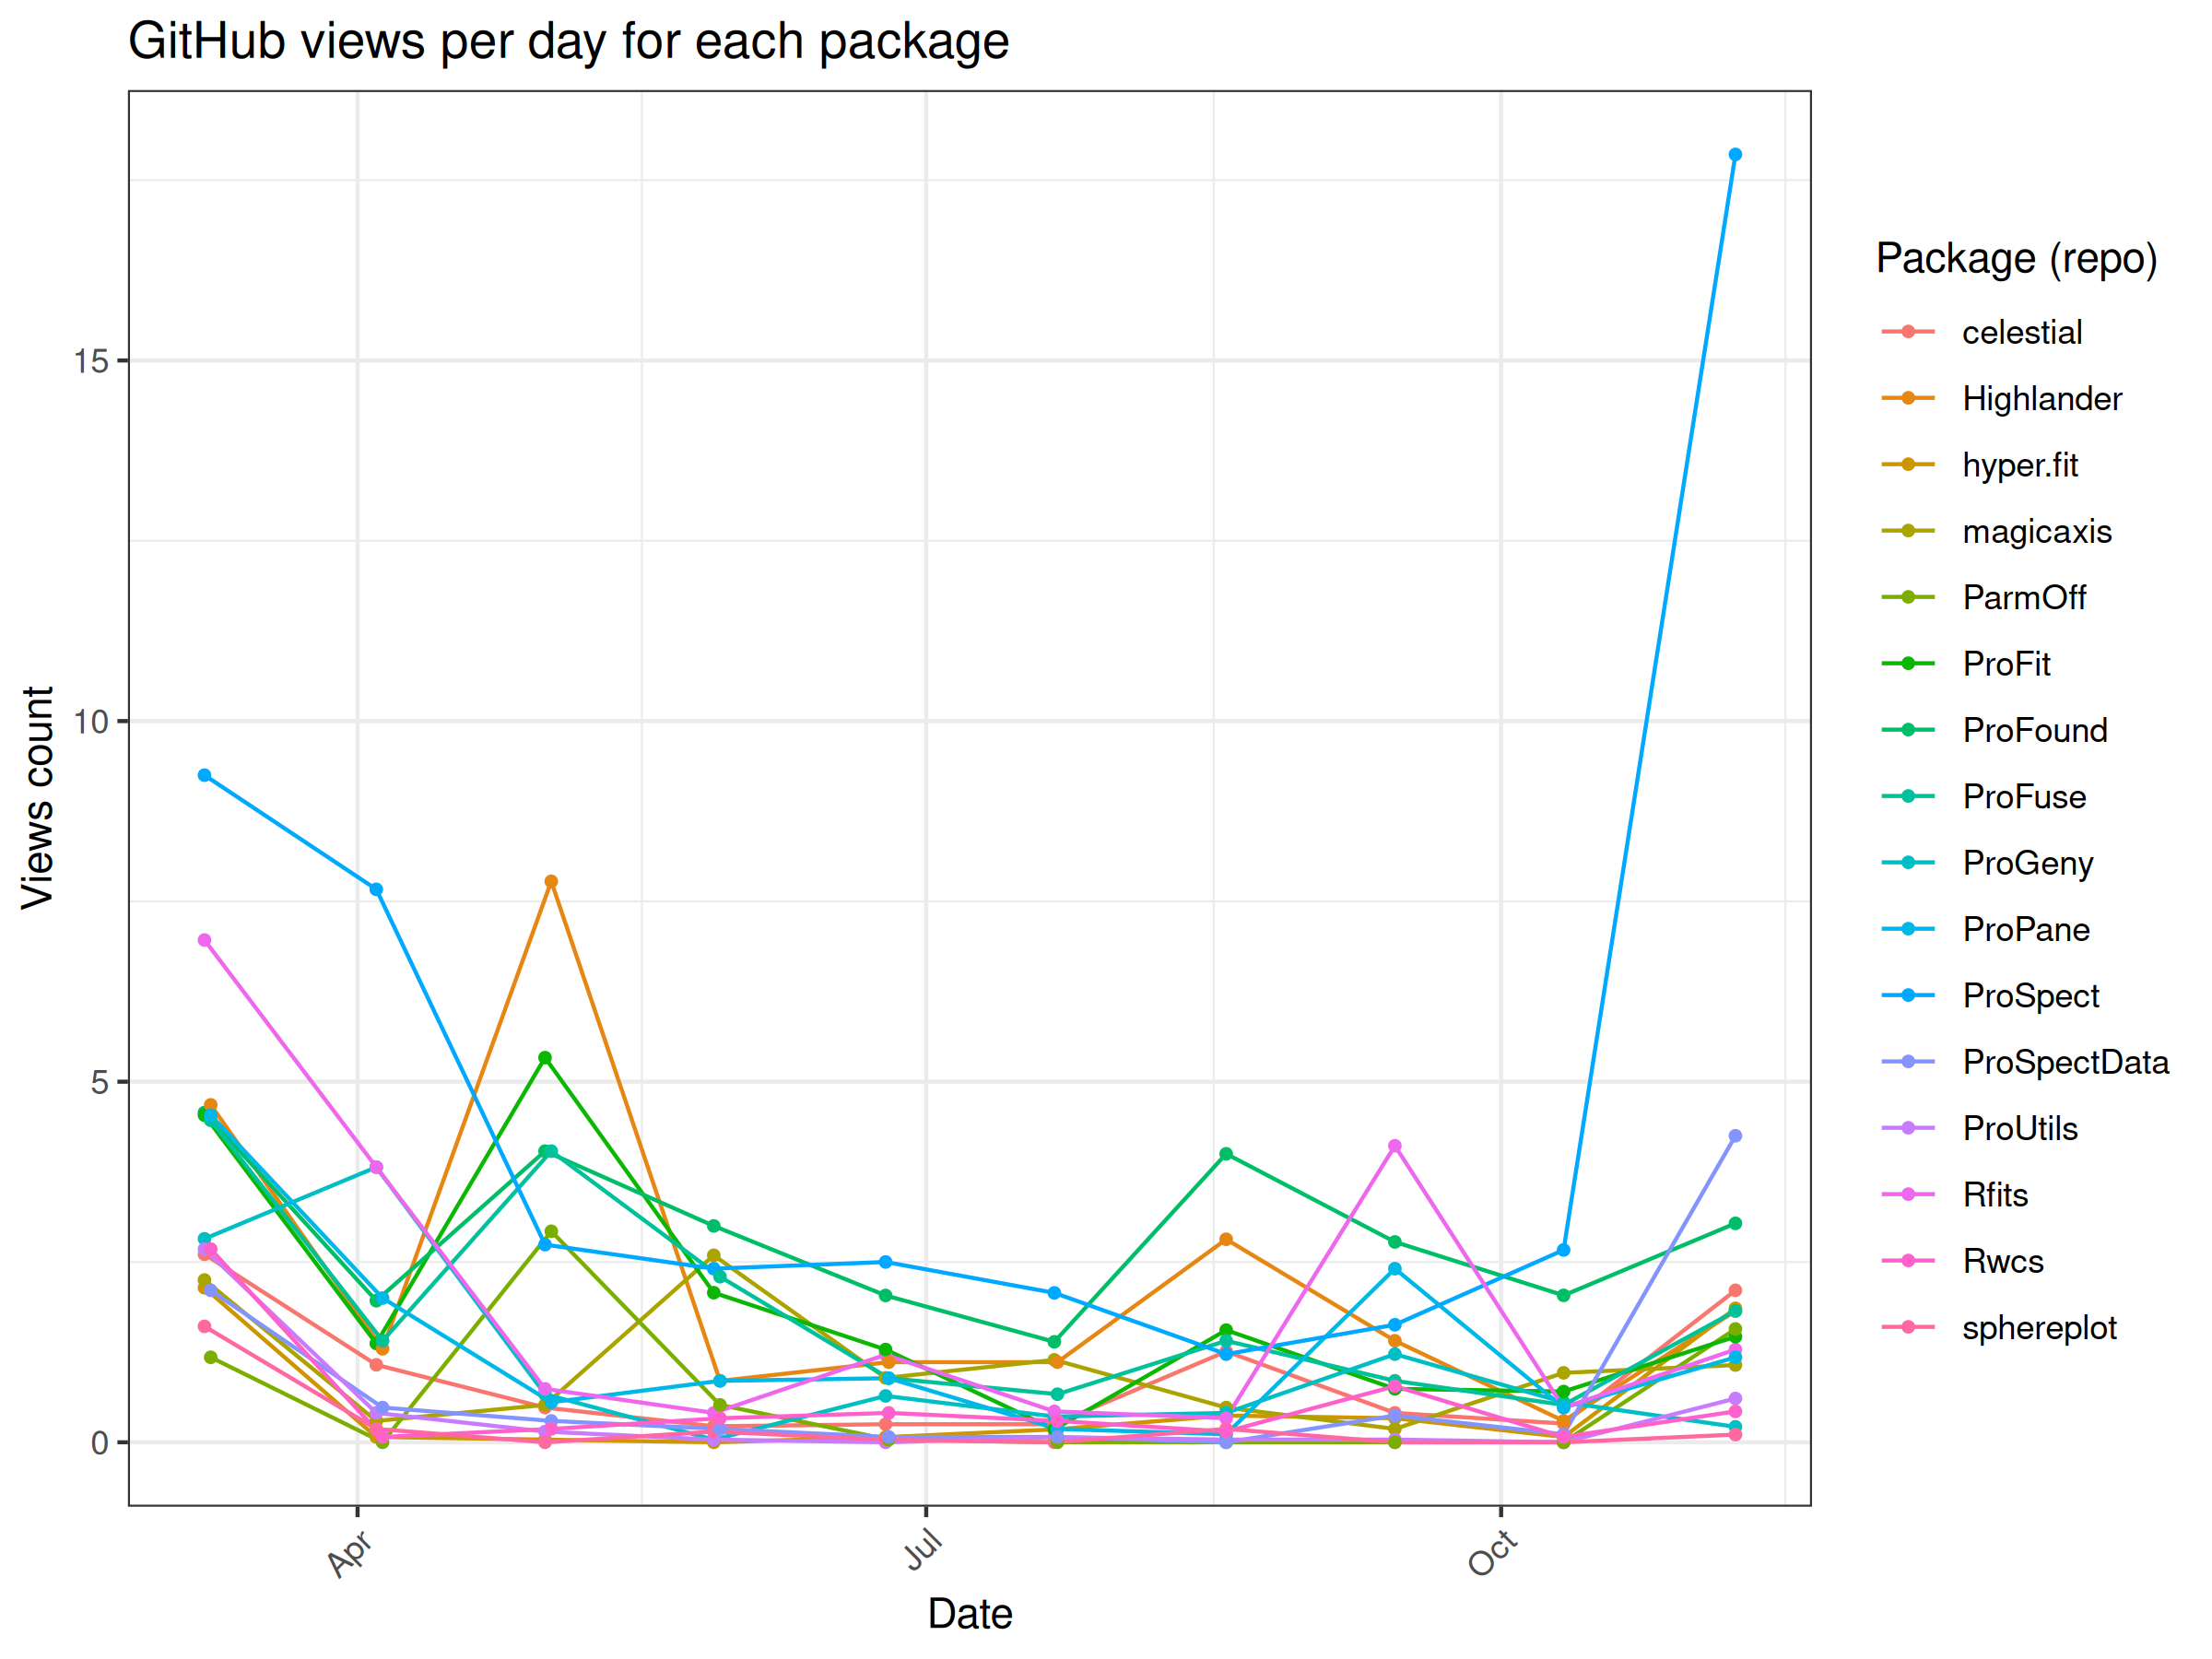 GitHub views per day for each package
Views count
15
10
5
0
Apr
Jul
Oct
Date
Package (repo)
celestial
Highlander
hyper.fit
magicaxis
ParmOff
ProFit
ProFound
ProFuse
ProGeny
ProPane
ProSpect
ProSpectData
ProUtils
Rfits
Rwcs
sphereplot